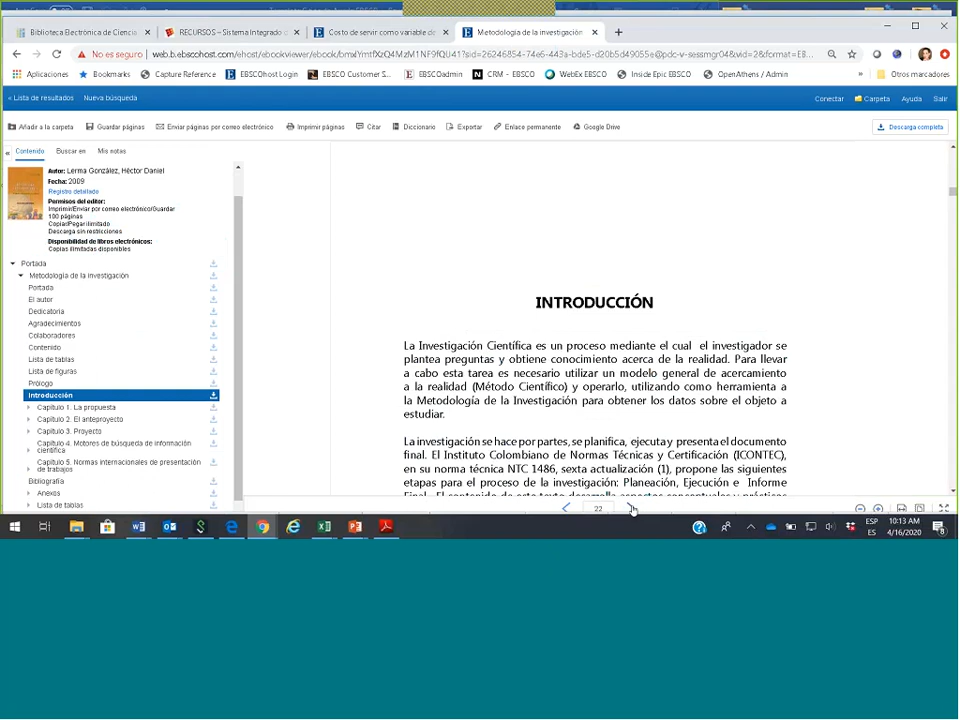 Biblioteca Electrónica de Ciencia
RECURSOS – Sistema Integrado
Costo de servir como variable de
Metodología de la investigación
No es seguro
web.b.ebscohost.com/ehost/ebookviewer/ebook/
Aplicaciones
Bookmarks
Capture Reference
EBSCOhost Login
EBSCO Customer S...
EBSCOadmin
CRM - EBSCO
WebEx EBSCO
Inside Epic EBSCO
OpenAthens / Admin
»
Otros marcadores
« Lista de resultados
Nueva búsqueda
Conectar
Carpeta
Ayuda
Salir
Añadir a la carpeta
Guardar páginas
Enviar páginas por correo electrónico
Imprimir páginas
Citar
Diccionario
Exportar
Enlace permanente
Google Drive
Descarga completa
Contenido
Buscar en
Mis notas
Autor: Lerma González, Héctor Daniel
Fecha: 2009
Registro detallado
Permisos del editor:
Imprimir/Enviar por correo electrónico/Guardar
100 páginas
Copiar/Pegar ilimitado
Descarga sin restricciones
Disponibilidad de libros electrónicos:
Copias ilimitadas disponibles
Portada
Metodología de la investigación
Portada
El autor
Dedicatoria
Agradecimientos
Colaboradores
Contenido
Lista de tablas
Lista de figuras
Prólogo
Introducción
Capítulo 1. La propuesta
Capítulo 2. El anteproyecto
Capítulo 3. Proyecto
Capítulo 4. Motores de búsqueda de información
científica
Capítulo 5. Normas internacionales de presentación
de trabajos
Bibliografía
Anexos
Lista de tablas
INTRODUCCIÓN
La Investigación Científica es un proceso mediante el cual el investigador se
plantea preguntas y obtiene conocimiento acerca de la realidad. Para llevar
a cabo esta tarea es necesario utilizar un modelo general de acercamiento
a la realidad (Método Científico) y operarlo, utilizando como herramienta a
la Metodología de la Investigación para obtener los datos sobre el objeto a
estudiar.
La investigación se hace por partes, se planifica, ejecuta y presenta el documento
final. El Instituto Colombiano de Normas Técnicas y Certificación (ICONTEC),
en su norma técnica NTC 1486, sexta actualización (1), propone las siguientes
etapas para el proceso de la investigación: Planeación, Ejecución e Informe
Final. El contenido de este texto desarrolla aspectos conceptuales y prácticos
22
ESP
ES
10:13 AM
4/16/2020